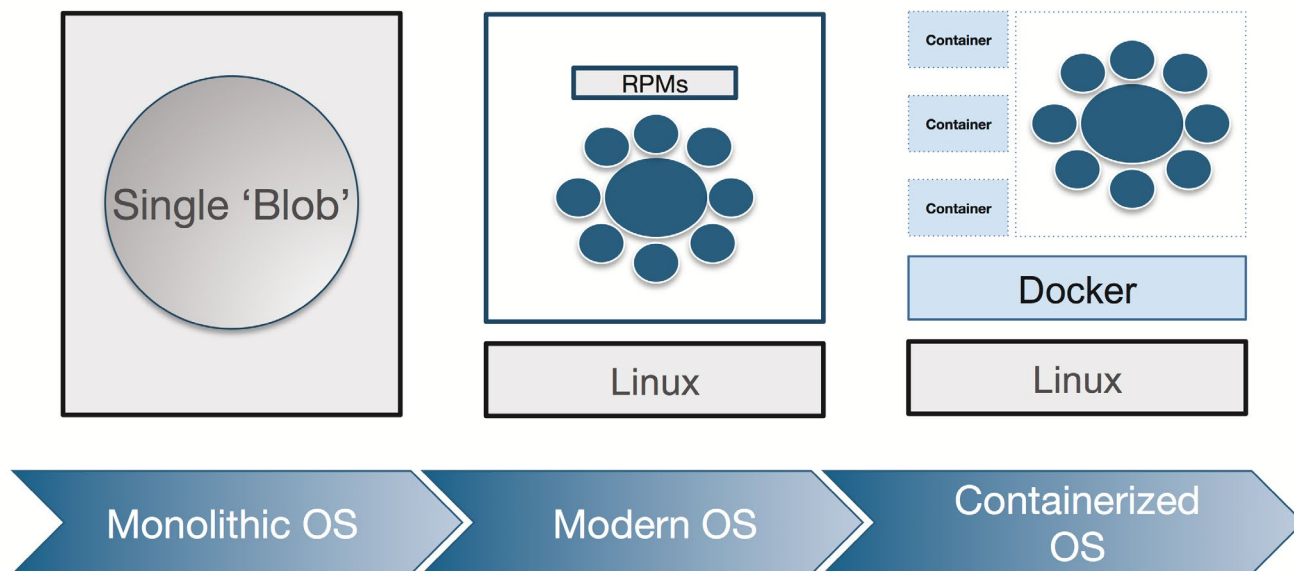 Single ‘Blob’
RPMs
Linux
Container
Container
Container
Docker
Linux
Monolithic OS
Modern OS
Containerized
OS